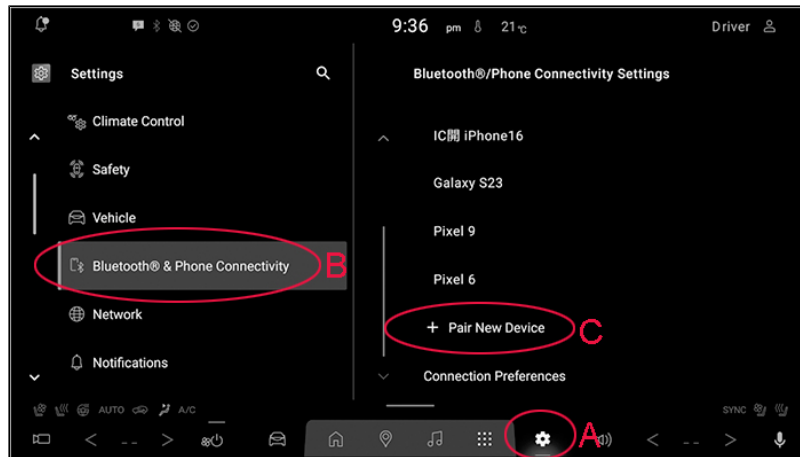 9:36 pm 21°C Driver
Settings
Bluetooth®/Phone Connectivity Settings
Climate Control
Safety
Vehicle
Bluetooth® & Phone Connectivity
B
Network
Notifications
IC開 iPhone16
Galaxy S23
Pixel 9
Pixel 6
+ Pair New Device
C
Connection Preferences
AUTO A/C
SYNC
< -- >
A
< -- >